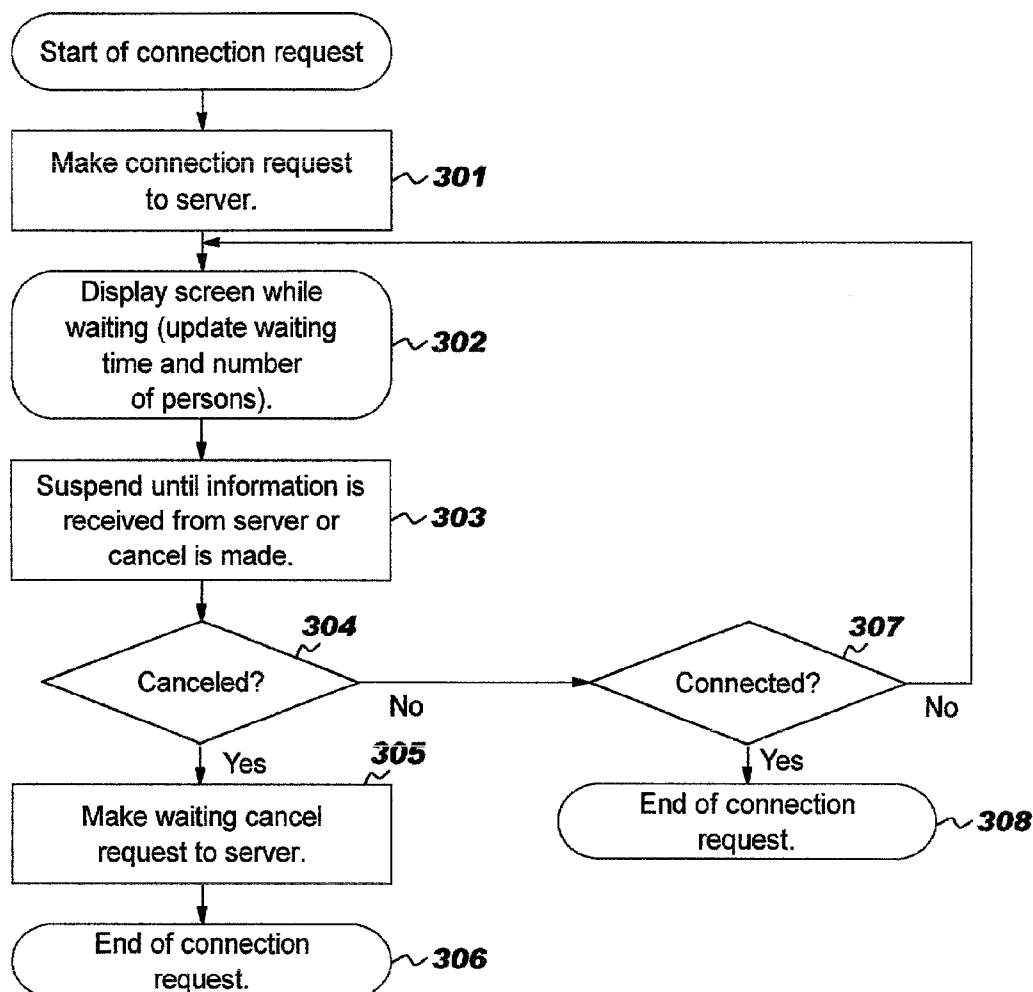 Start of connection request
Make connection request
to server.
301
Display screen while
waiting (update waiting
time and number
of persons).
302
Suspend until information is
received from server or
cancel is made.
303
304
Canceled?
No
Yes
307
Connected?
No
Yes
305
Make waiting cancel
request to server.
End of connection
request.
308
End of connection
request.
306